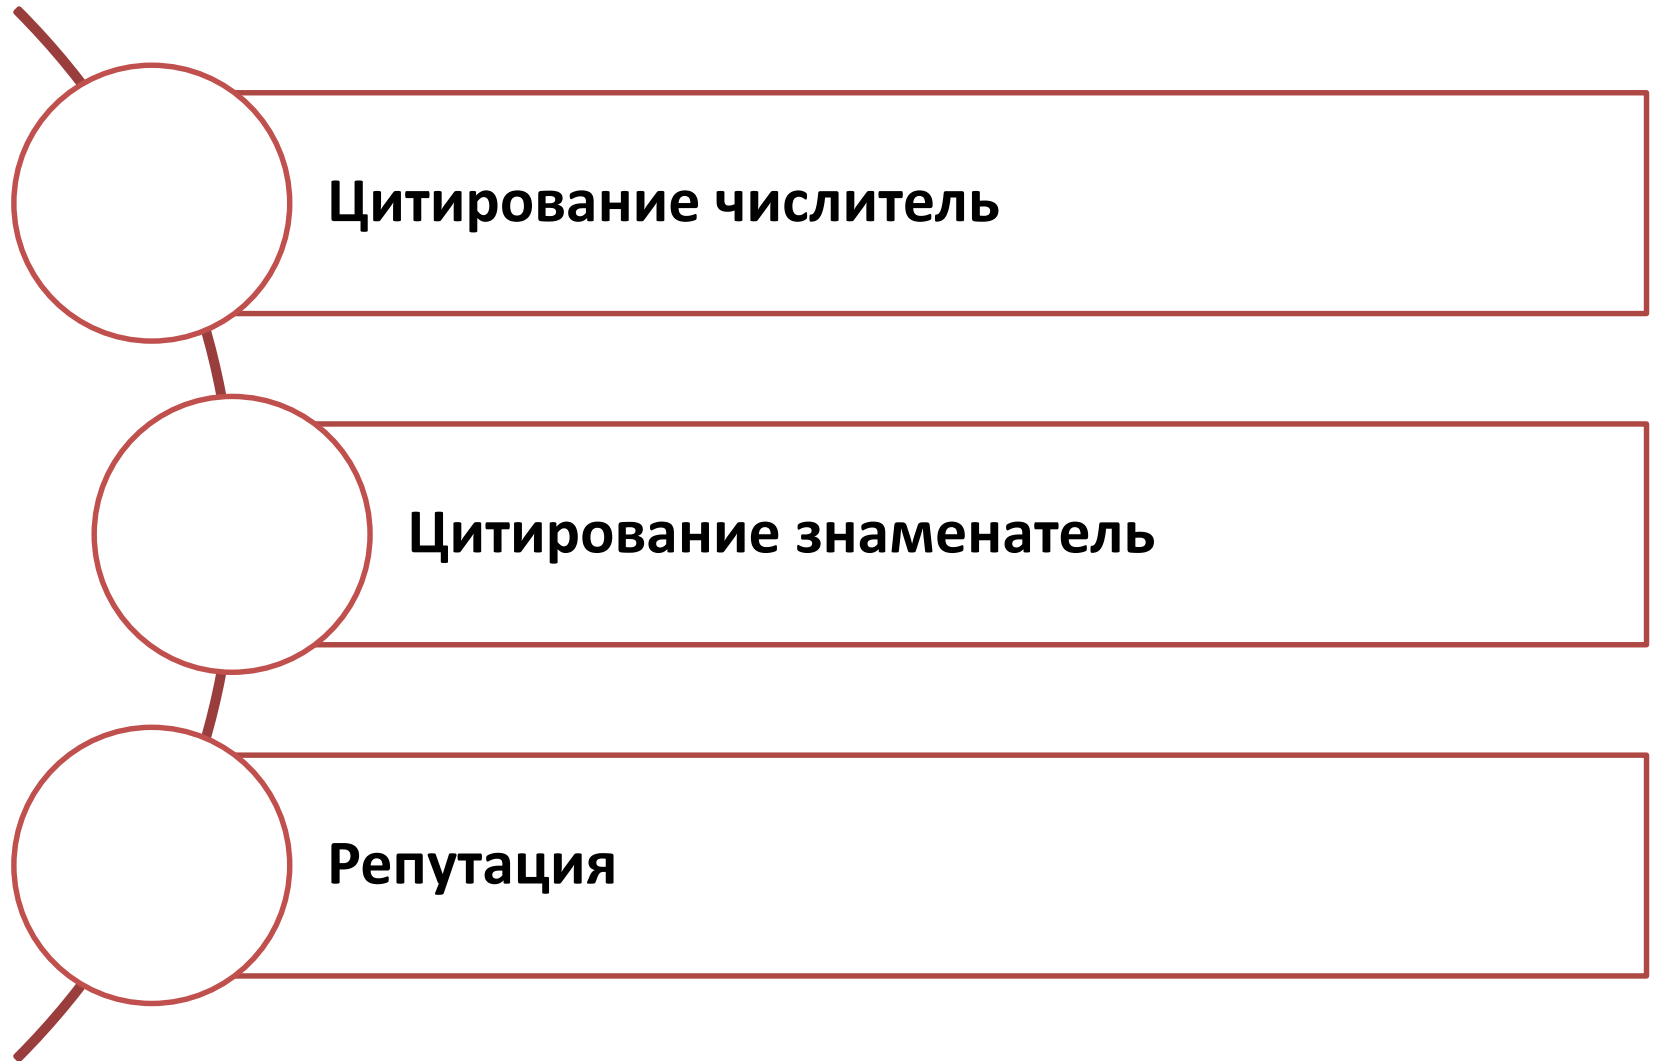 Цитирование числитель
Цитирование знаменатель
Репутация